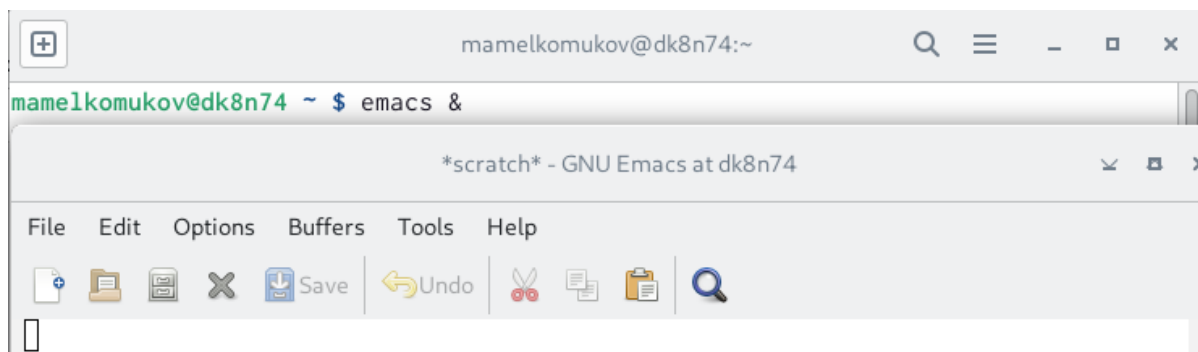 mamelkomukov@dk8n74:~
mamelkomukov@dk8n74 ~ $ emacs &
*scratch* - GNU Emacs at dk8n74
File Edit Options Buffers Tools Help
Save Undo